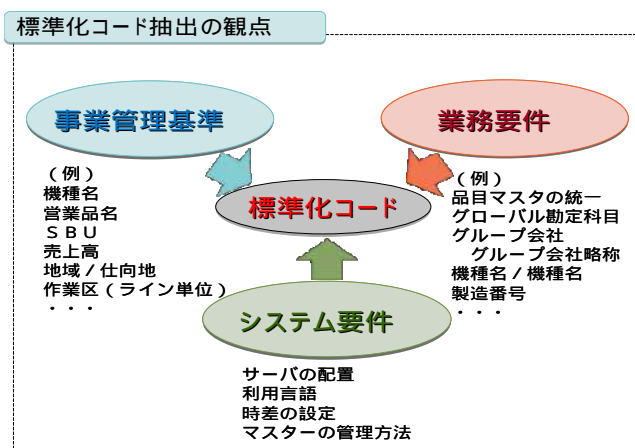 標準化コード抽出の観点
事業管理基準
（例）
機種名
営業品名
ＳＢＵ
売上高
地域／仕向地
作業区（ライン単位）
・・・
業務要件
（例）
品目マスタの統一
グローバル勘定科目
グループ会社
グループ会社略称
機種名／機種名
製造番号
・・・
標準化コード
システム要件
サーバの配置
利用言語
時差の設定
マスターの管理方法